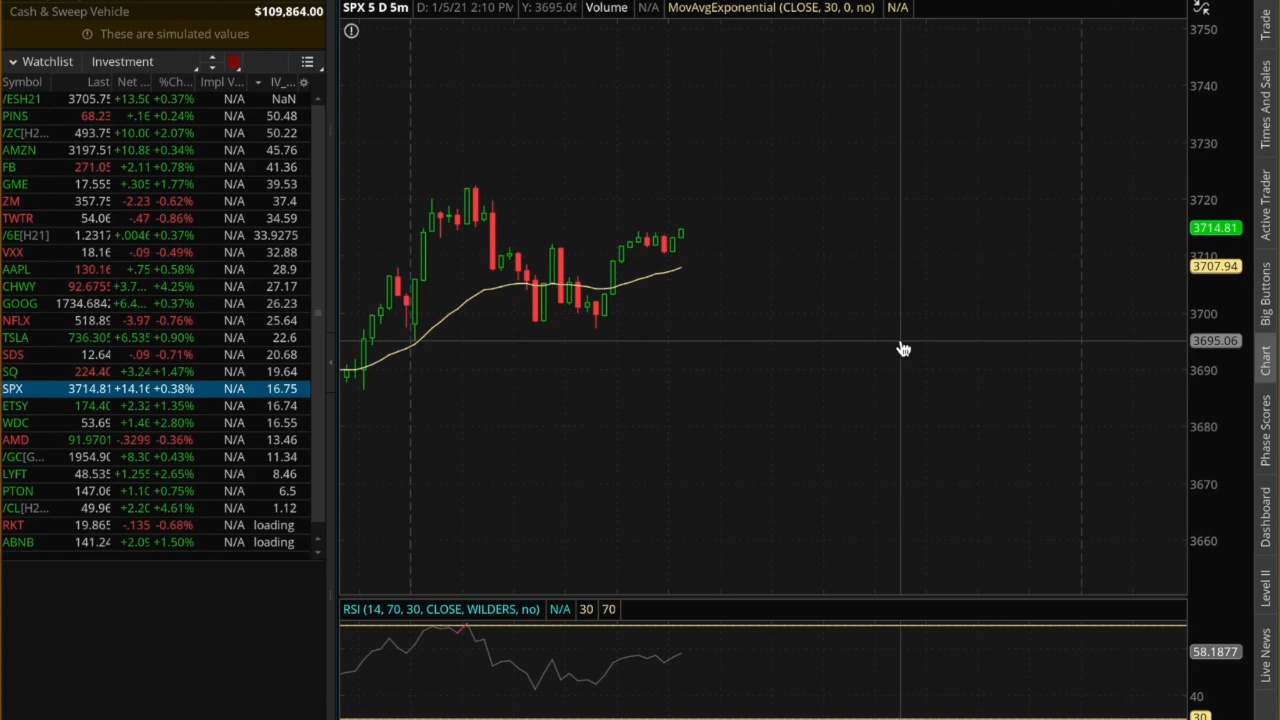 Cash & Sweep Vehicle $109,864.00
These are simulated values
Watchlist Investment
Symbol Last Net ... %Ch... Impl V... IV_...
/ESH21 3705.75 +13.50 +0.37% N/A NaN
PINS 68.23 +.16 +0.24% N/A 50.48
/ZC[H2... 493.75 +10.00 +2.07% N/A 50.22
AMZN 3197.51 +10.88 +0.34% N/A 45.76
FB 271.05 +2.11 +0.78% N/A 41.36
GME 17.555 +.305 +1.77% N/A 39.53
ZM 357.75 -2.23 -0.62% N/A 37.4
TWTR 54.06 -.47 -0.86% N/A 34.59
/6E[H21] 1.2317 +.0046 +0.37% N/A 33.9275
VXX 18.16 -.09 -0.49% N/A 32.88
AAPL 130.16 +.75 +0.58% N/A 28.9
CHWY 92.6755 +3.7... +4.25% N/A 27.17
GOOG 1734.6842 +6.4... +0.37% N/A 26.23
NFLX 518.89 -3.97 -0.76% N/A 25.64
TSLA 736.305 +6.535 +0.90% N/A 22.6
SDS 12.64 -.09 -0.71% N/A 20.68
SQ 224.40 +3.24 +1.47% N/A 19.64
SPX 3714.81 +14.16 +0.38% N/A 16.75
ETSY 174.40 +2.32 +1.35% N/A 16.74
WDC 53.69 +1.46 +2.80% N/A 16.55
AMD 91.9701 -.3299 -0.36% N/A 13.46
/GC[G... 1954.90 +8.30 +0.43% N/A 11.34
LYFT 48.535 +1.255 +2.65% N/A 8.46
PTON 147.06 +1.10 +0.75% N/A 6.5
/CL[H2... 49.96 +2.20 +4.61% N/A 1.12
RKT 19.865 -.135 -0.68% N/A loading
ABNB 141.24 +2.09 +1.50% N/A loading
SPX 5 D 5m D: 1/5/21 2:10 PM Y: 3695.06 Volume N/A MovAvgExponential (CLOSE, 30, 0, no) N/A
3750
3740
3730
3720
3714.81
3710
3707.94
3700
3695.06
3690
3680
3670
3660
RSI (14, 70, 30, CLOSE, WILDERS, no) N/A 30 70
58.1877
40
30
Trade
Times And Sales
Active Trader
Big Buttons
Chart
Phase Scores
Dashboard
Level II
Live News